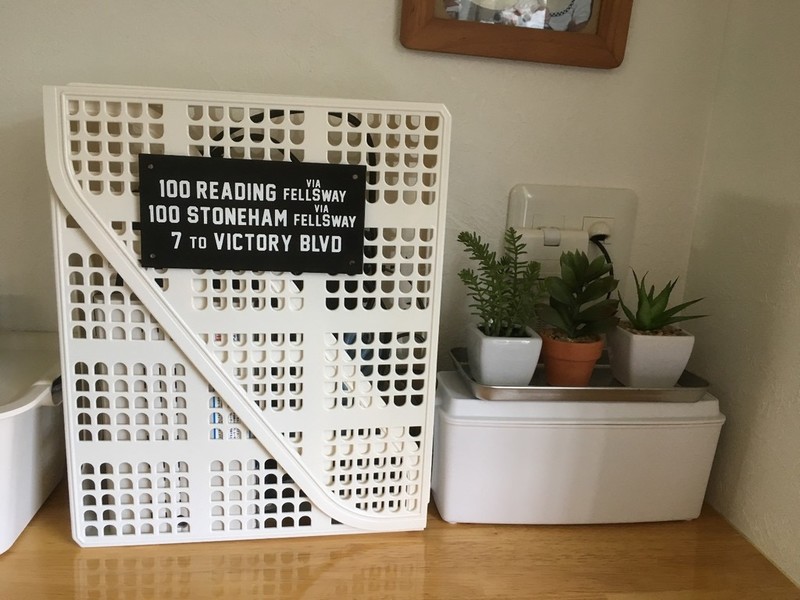 100 READING VIA FELLSWAY
100 STONEHAM VIA FELLSWAY
7 TO VICTORY BLVD